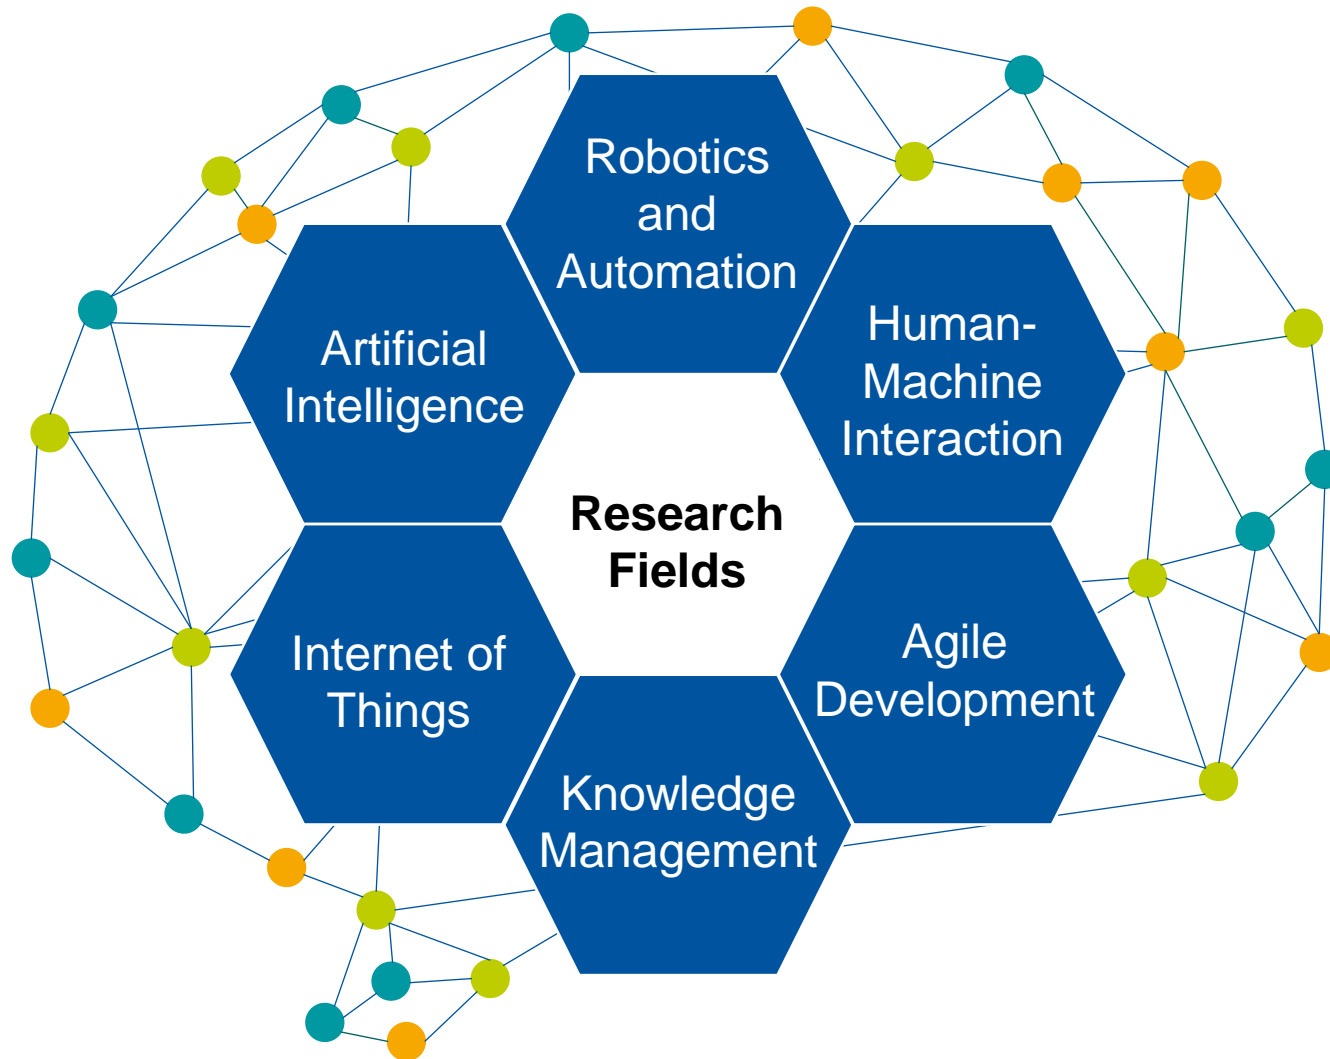 Robotics
and
Automation
Artificial
Intelligence
Human-
Machine
Interaction
Research
Fields
Internet of
Things
Agile
Development
Knowledge
Management